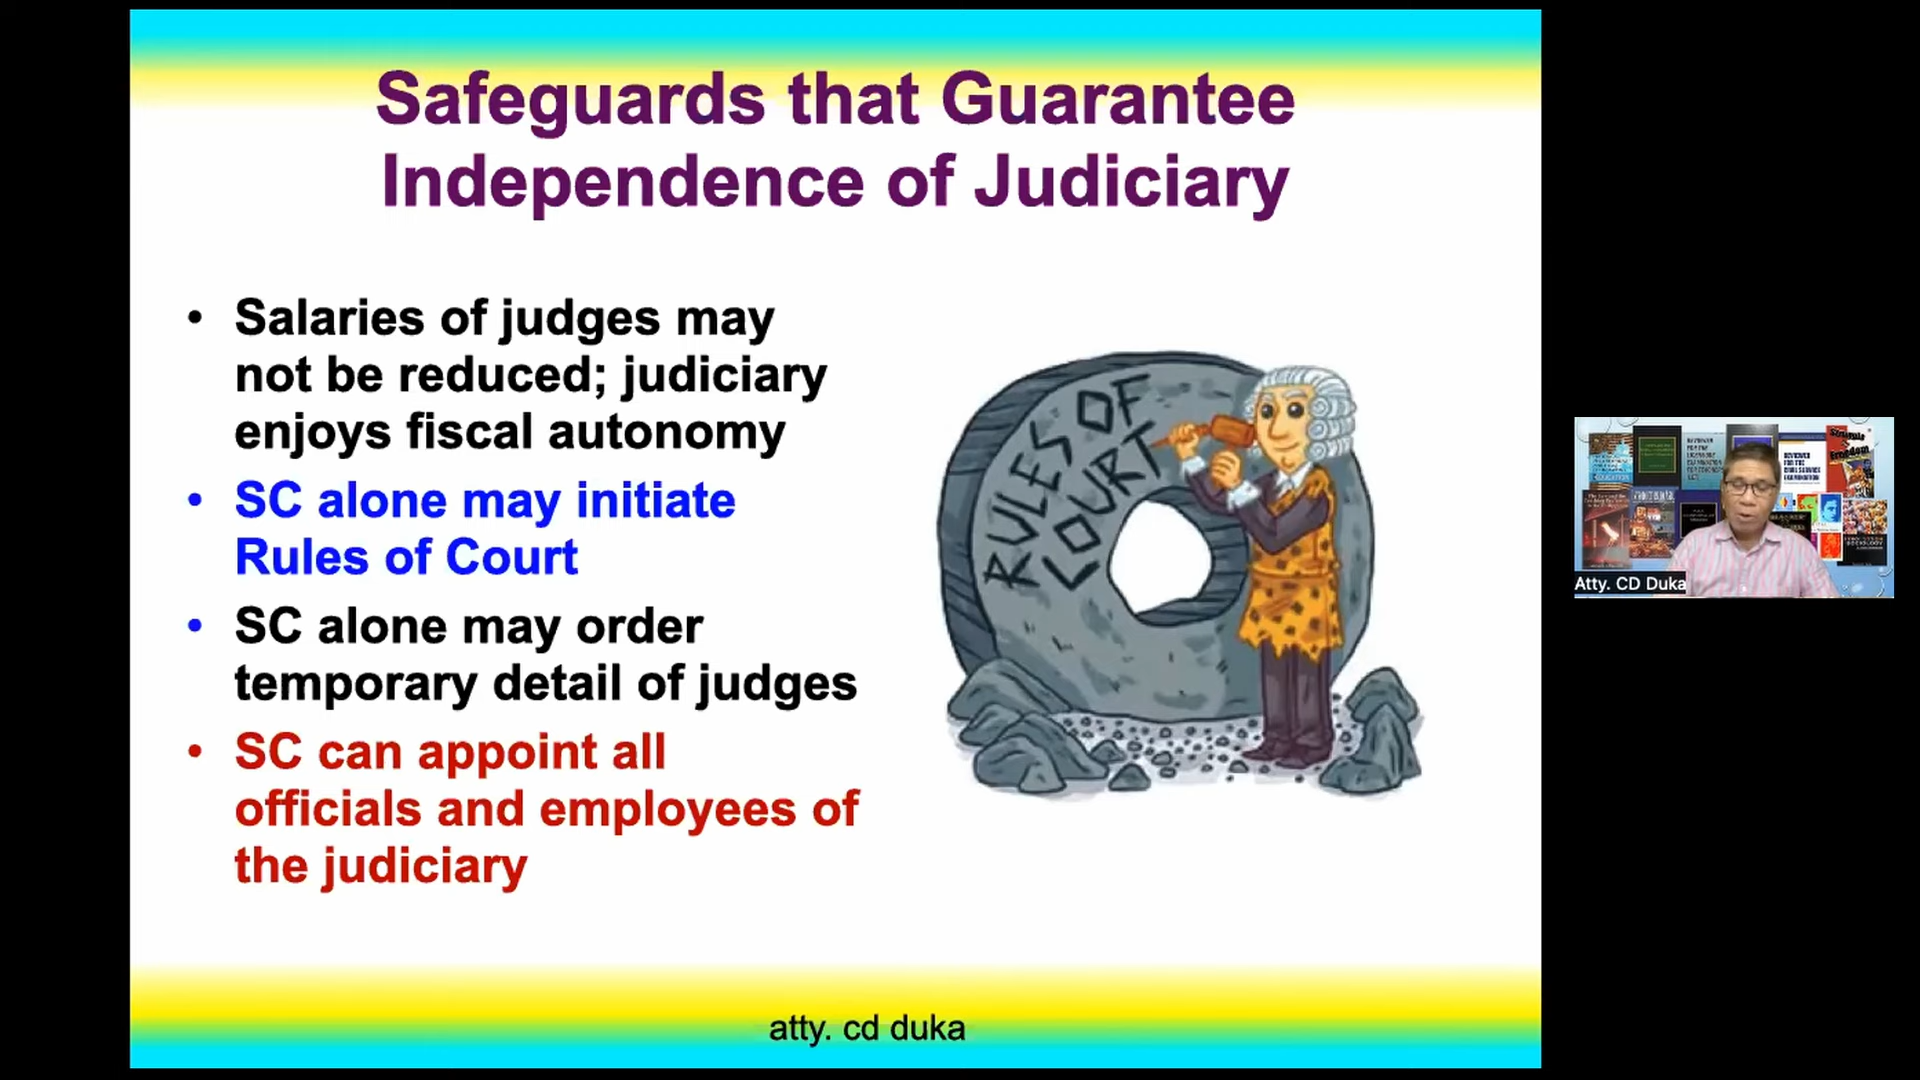 Safeguards that Guarantee
Independence of Judiciary
• Salaries of judges may
not be reduced; judiciary
enjoys fiscal autonomy
• SC alone may initiate
Rules of Court
• SC alone may order
temporary detail of judges
• SC can appoint all
officials and employees of
the judiciary
RULES OF
COURT
atty. cd duka
Atty. CD Duka